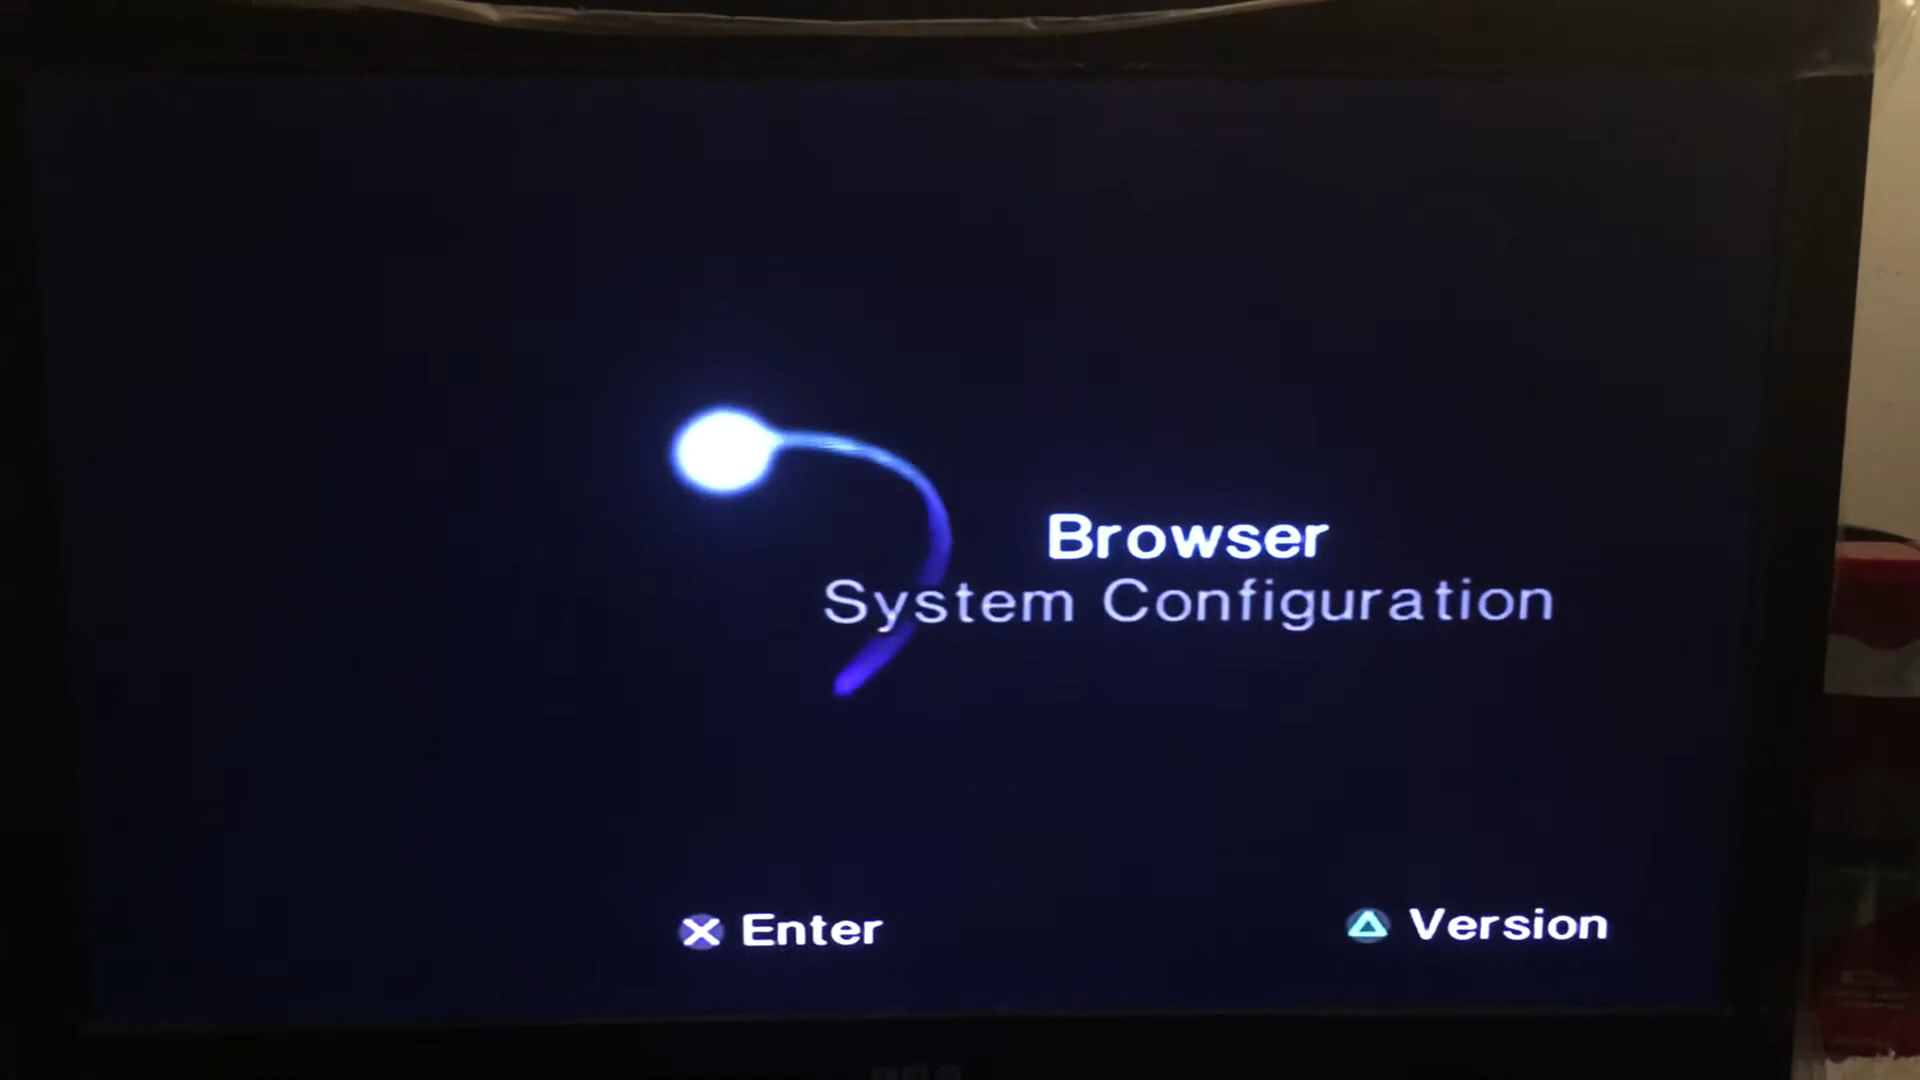 Browser
System Configuration
Enter
Version